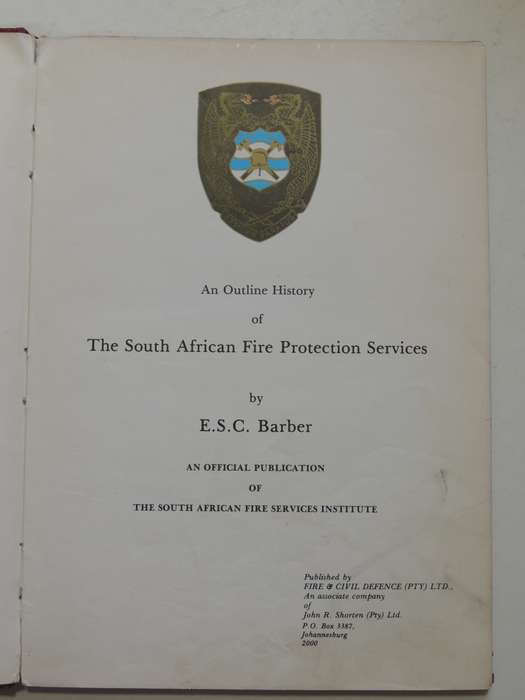 An Outline History
of
The South African Fire Protection Services
by
E.S.C. Barber
AN OFFICIAL PUBLICATION
OF
THE SOUTH AFRICAN FIRE SERVICES INSTITUTE
Published by
FIRE & CIVIL DEFENCE (PTY) LTD.,
An associate company
of
John R. Shorten (Pty) Ltd.
P.O. Box 3387,
Johannesburg
2000